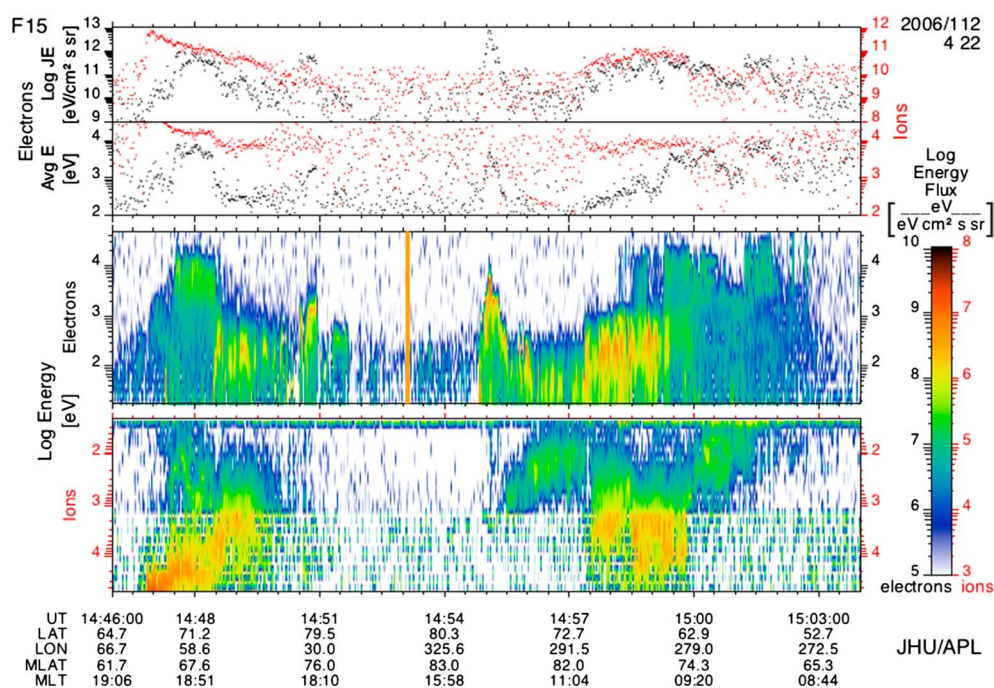 F15
2006/112
4 22
Electrons
Log JE
[eV/cm² s sr]
13
12
11
10
9
12
11
10
9
8
Ions
Avg E
[eV]
4
3
2
4
3
2
Log Energy
[eV]
Electrons
4
3
2
Ions
2
3
4
Log
Energy
Flux
[ ___eV___ ]
eV cm² s sr
10
9
8
7
6
5
8
7
6
5
4
3
electrons ions
UT 14:46:00 14:48 14:51 14:54 14:57 15:00 15:03:00
LAT 64.7 71.2 79.5 80.3 72.7 62.9 52.7
LON 66.7 58.6 30.0 325.6 291.5 279.0 272.5
MLAT 61.7 67.6 76.0 83.0 82.0 74.3 65.3
MLT 19:06 18:51 18:10 15:58 11:04 09:20 08:44
JHU/APL